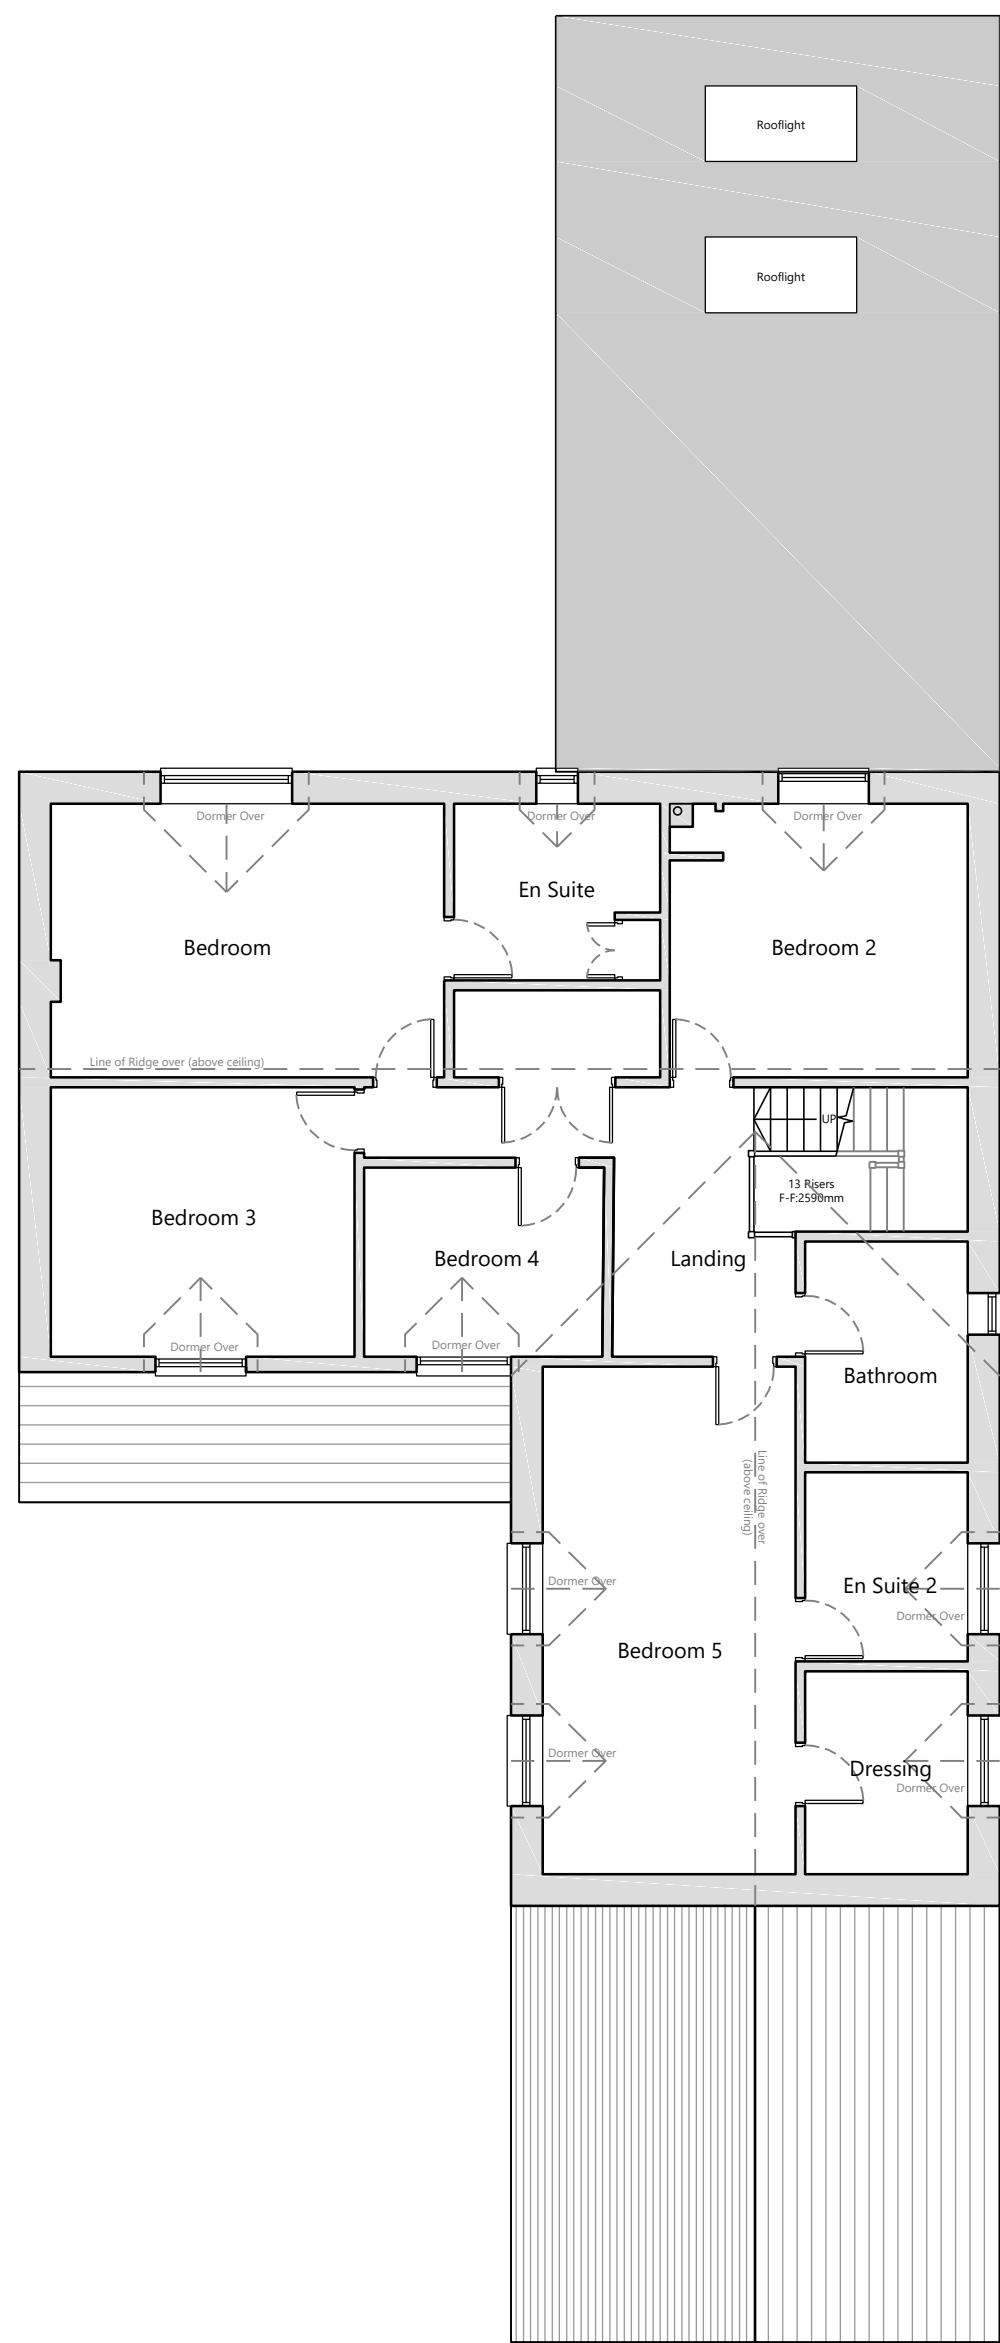 Rooflight
Rooflight
Dormer Over
Dormer Over
Dormer Over
En Suite
Bedroom
Bedroom 2
Line of Ridge over (above ceiling)
UP
13 Risers
F-F:2590mm
Bedroom 3
Bedroom 4
Landing
Dormer Over
Dormer Over
Bathroom
Line of Ridge over
(above ceiling)
Dormer Over
En Suite 2
Dormer Over
Bedroom 5
Dormer Over
Dressing
Dormer Over